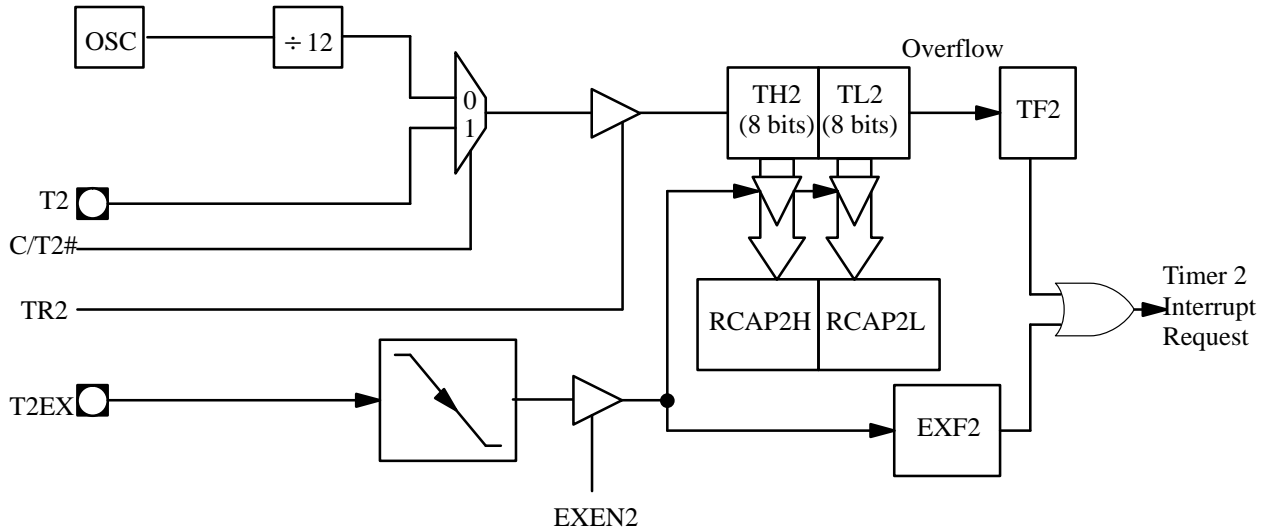 OSC
÷ 12
Overflow
0
1
TH2
(8 bits)
TL2
(8 bits)
TF2
T2
C/T2#
TR2
RCAP2H
RCAP2L
Timer 2
Interrupt
Request
T2EX
EXF2
EXEN2